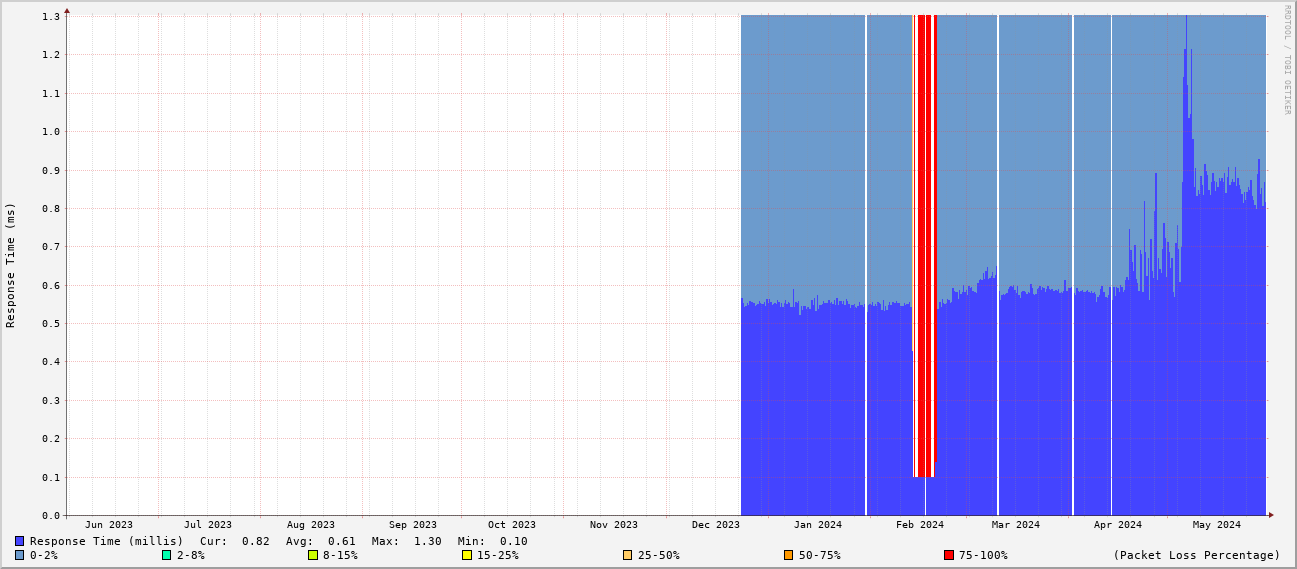 RRDTOOL / TOBI OETIKER
Response Time (ms)
1.3
1.2
1.1
1.0
0.9
0.8
0.7
0.6
0.5
0.4
0.3
0.2
0.1
0.0
Jun 2023 Jul 2023 Aug 2023 Sep 2023 Oct 2023 Nov 2023 Dec 2023 Jan 2024 Feb 2024 Mar 2024 Apr 2024 May 2024
Response Time (millis) Cur: 0.82 Avg: 0.61 Max: 1.30 Min: 0.10
0-2% 2-8% 8-15% 15-25% 25-50% 50-75% 75-100% (Packet Loss Percentage)